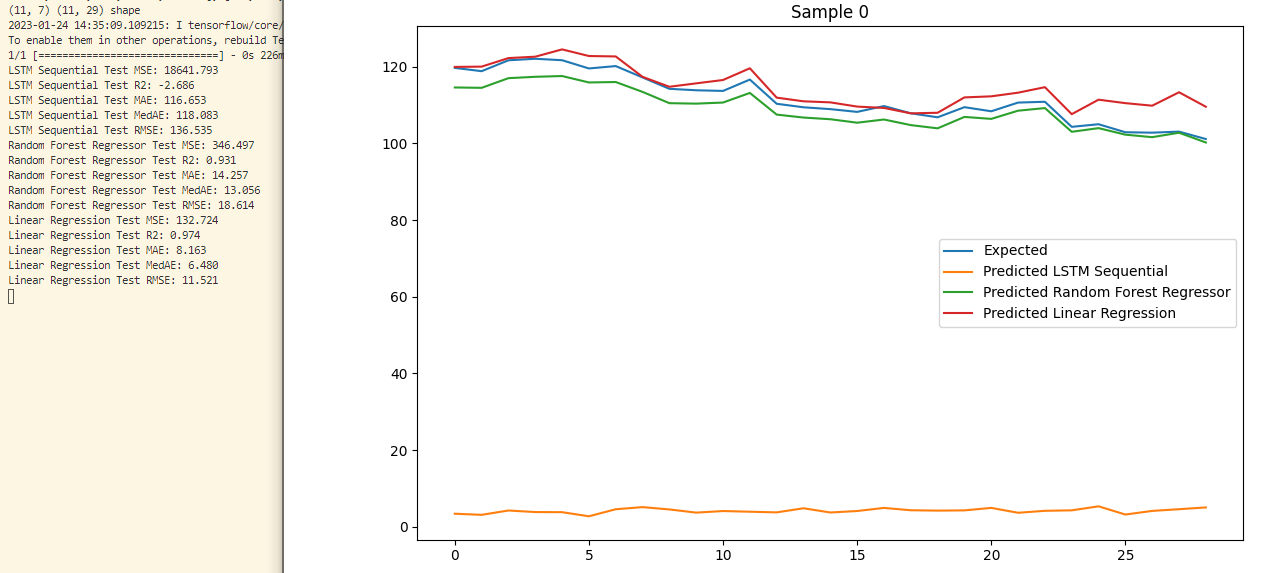 (11, 7) (11, 29) shape
2023-01-24 14:35:09.109215: I tensorflow/core/
To enable them in other operations, rebuild Te
1/1 [==============================] - 0s 226m
LSTM Sequential Test MSE: 18641.793
LSTM Sequential Test R2: -2.686
LSTM Sequential Test MAE: 116.653
LSTM Sequential Test MedAE: 118.083
LSTM Sequential Test RMSE: 136.535
Random Forest Regressor Test MSE: 346.497
Random Forest Regressor Test R2: 0.931
Random Forest Regressor Test MAE: 14.257
Random Forest Regressor Test MedAE: 13.056
Random Forest Regressor Test RMSE: 18.614
Linear Regression Test MSE: 132.724
Linear Regression Test R2: 0.974
Linear Regression Test MAE: 8.163
Linear Regression Test MedAE: 6.480
Linear Regression Test RMSE: 11.521
Sample 0
120
100
80
60
40
20
0
Expected
Predicted LSTM Sequential
Predicted Random Forest Regressor
Predicted Linear Regression
0 5 10 15 20 25